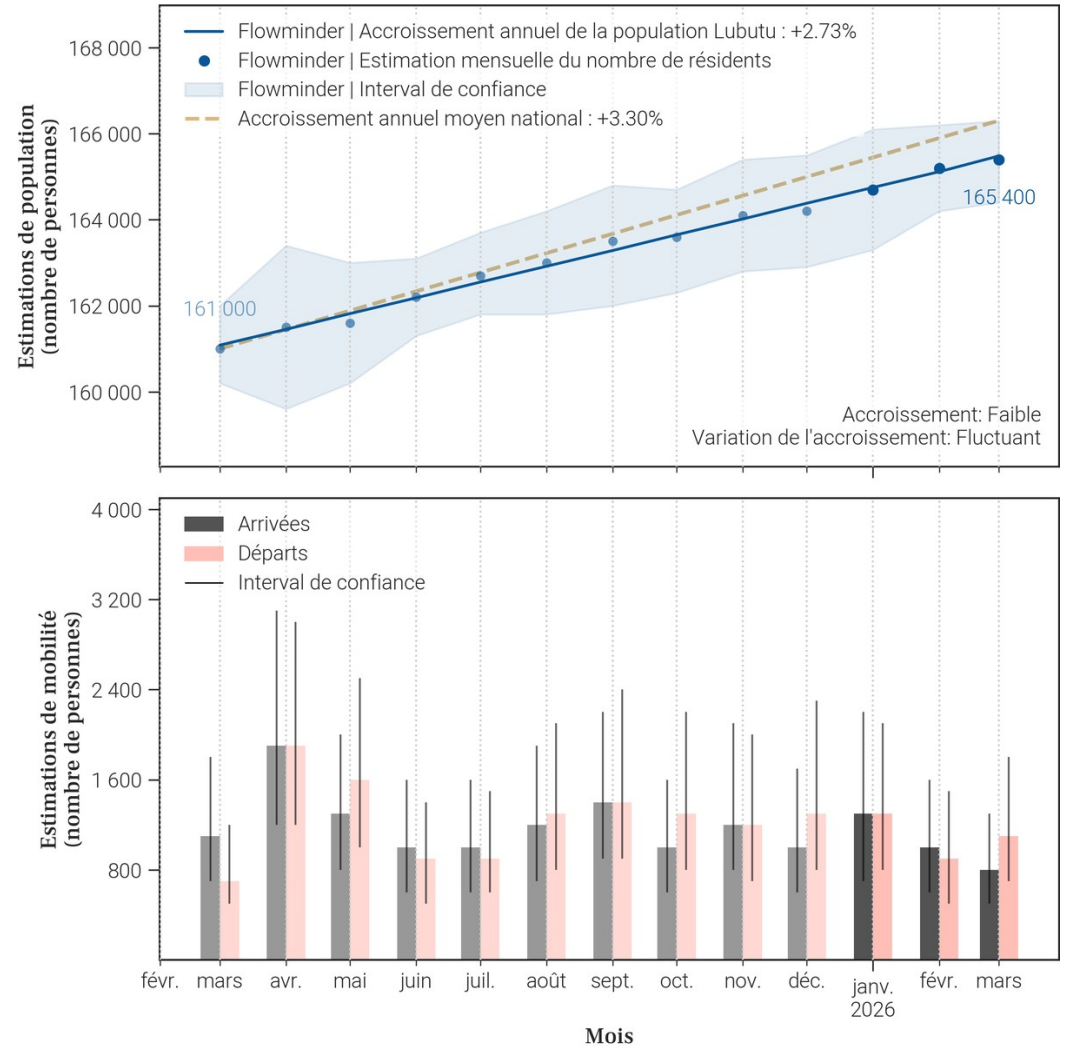 Flowminder | Accroissement annuel de la population Lubutu : +2.73%
Flowminder | Estimation mensuelle du nombre de résidents
Flowminder | Interval de confiance
Accroissement annuel moyen national : +3.30%
Estimations de population
(nombre de personnes)
168 000
166 000
164 000
162 000
160 000
161 000
165 400
Accroissement: Faible
Variation de l'accroissement: Fluctuant
Arrivées
Départs
Interval de confiance
Estimations de mobilité
(nombre de personnes)
4 000
3 200
2 400
1 600
800
févr. mars avr. mai juin juil. août sept. oct. nov. déc. janv. févr. mars
2026
Mois